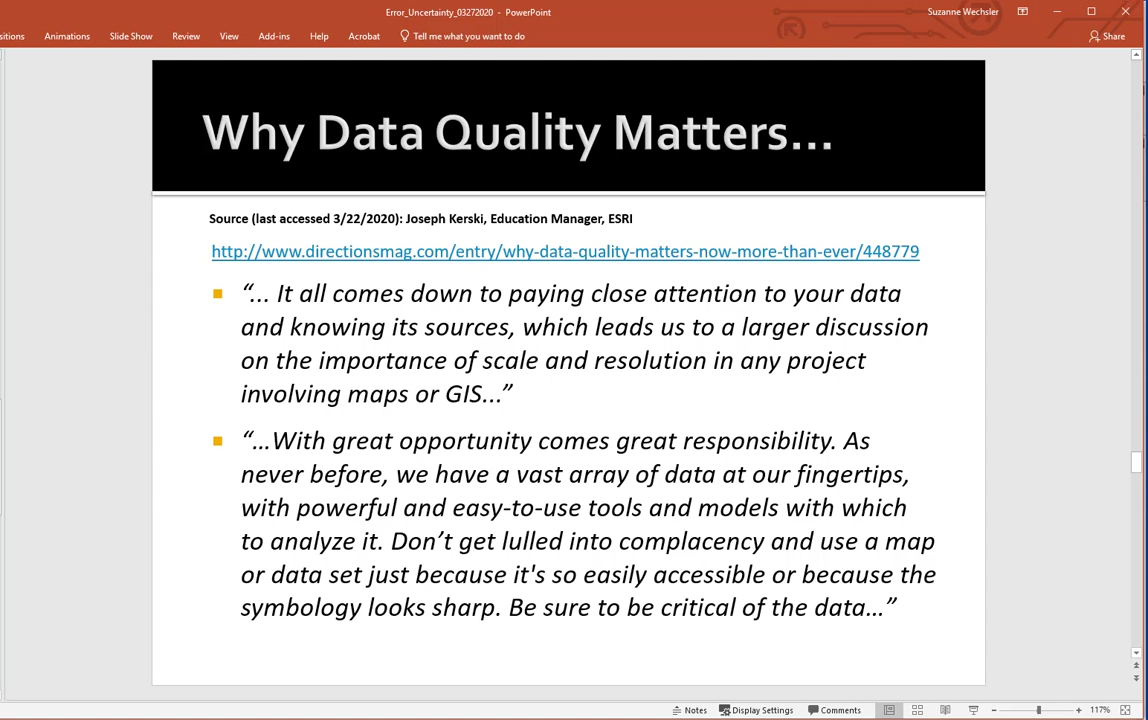 Error_Uncertainty_03272020 - PowerPoint
Suzanne Wechsler
sitions Animations Slide Show Review View Add-ins Help Acrobat Tell me what you want to do Share
Why Data Quality Matters...
Source (last accessed 3/22/2020): Joseph Kerski, Education Manager, ESRI
http://www.directionsmag.com/entry/why-data-quality-matters-now-more-than-ever/448779
“... It all comes down to paying close attention to your data
and knowing its sources, which leads us to a larger discussion
on the importance of scale and resolution in any project
involving maps or GIS...”
“...With great opportunity comes great responsibility. As
never before, we have a vast array of data at our fingertips,
with powerful and easy-to-use tools and models with which
to analyze it. Don’t get lulled into complacency and use a map
or data set just because it's so easily accessible or because the
symbology looks sharp. Be sure to be critical of the data...”
Notes Display Settings Comments 117%